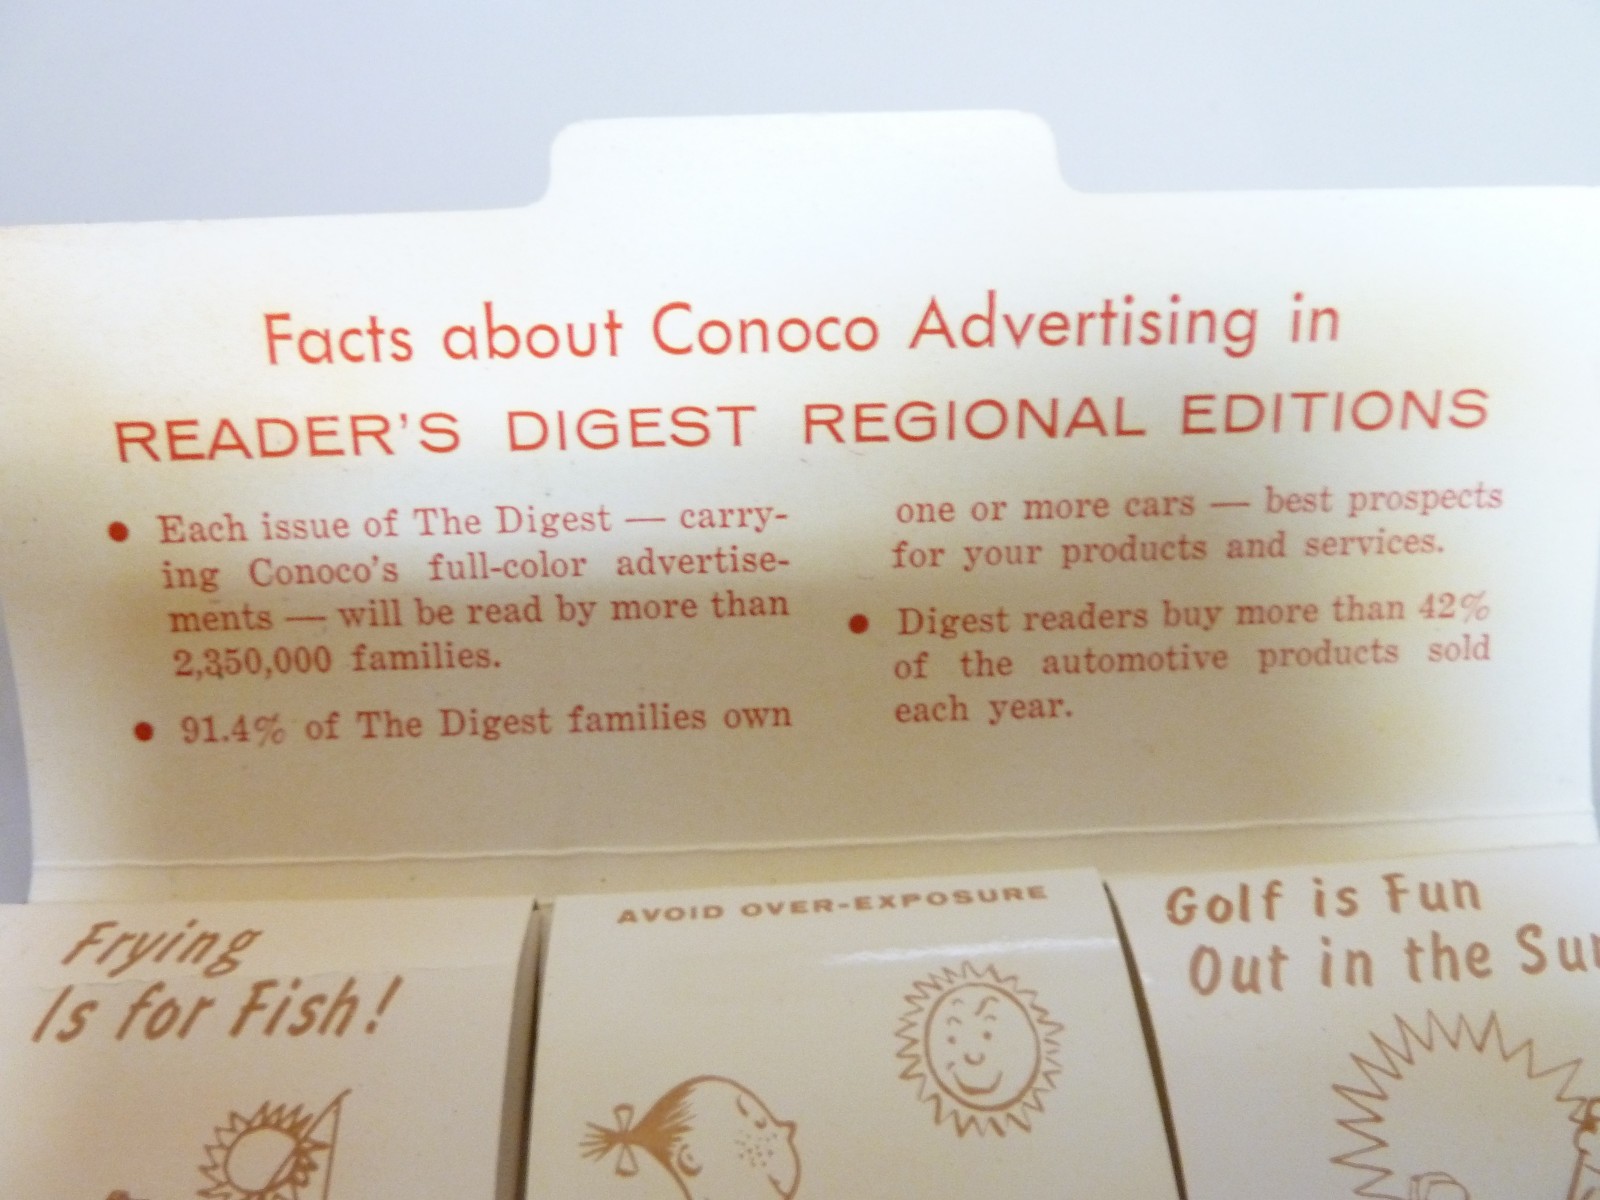 Facts about Conoco Advertising in
READER'S DIGEST REGIONAL EDITIONS
● Each issue of The Digest — carry-
ing Conoco's full-color advertise-
ments — will be read by more than
2,350,000 families.
● 91.4% of The Digest families own
one or more cars — best prospects
for your products and services.
● Digest readers buy more than 42%
of the automotive products sold
each year.
Frying
Is for Fish!
AVOID OVER-EXPOSURE
Golf is Fun
Out in the Sun